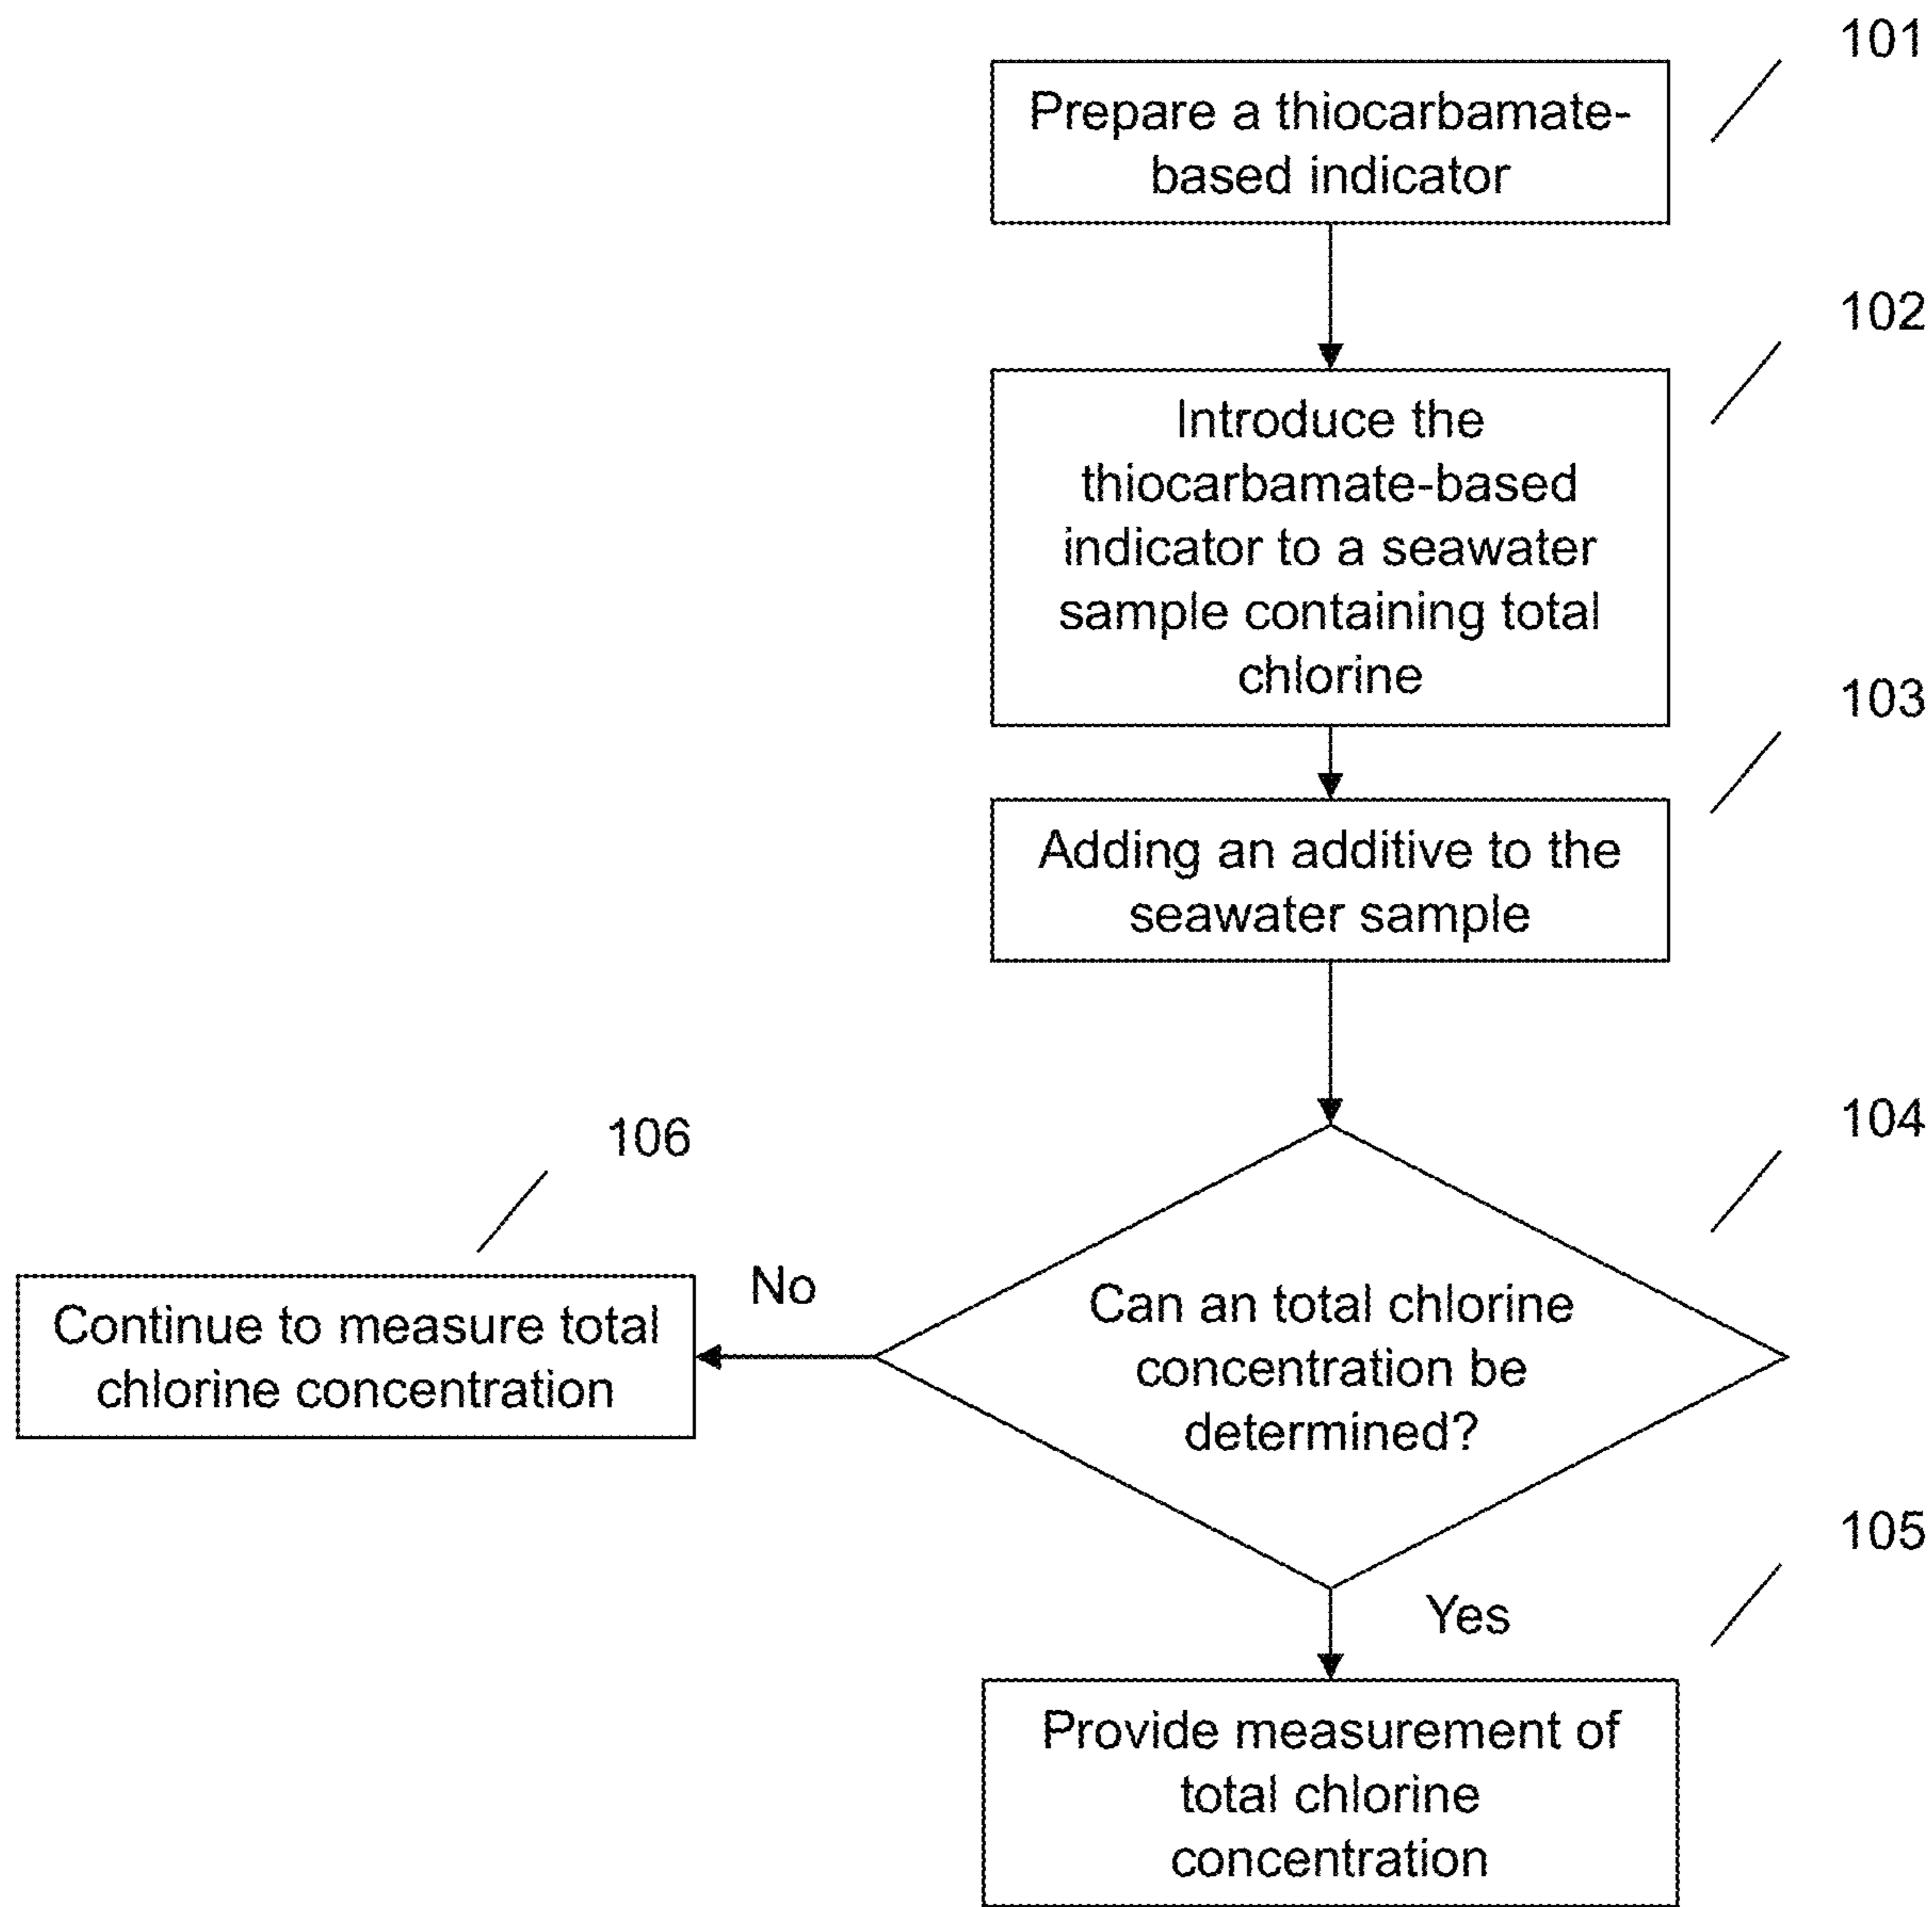 101
Prepare a thiocarbamate-
based indicator
102
Introduce the
thiocarbamate-based
indicator to a seawater
sample containing total
chlorine
103
Adding an additive to the
seawater sample
104
Can an total chlorine
concentration be
determined?
106
No
Continue to measure total
chlorine concentration
105
Yes
Provide measurement of
total chlorine
concentration